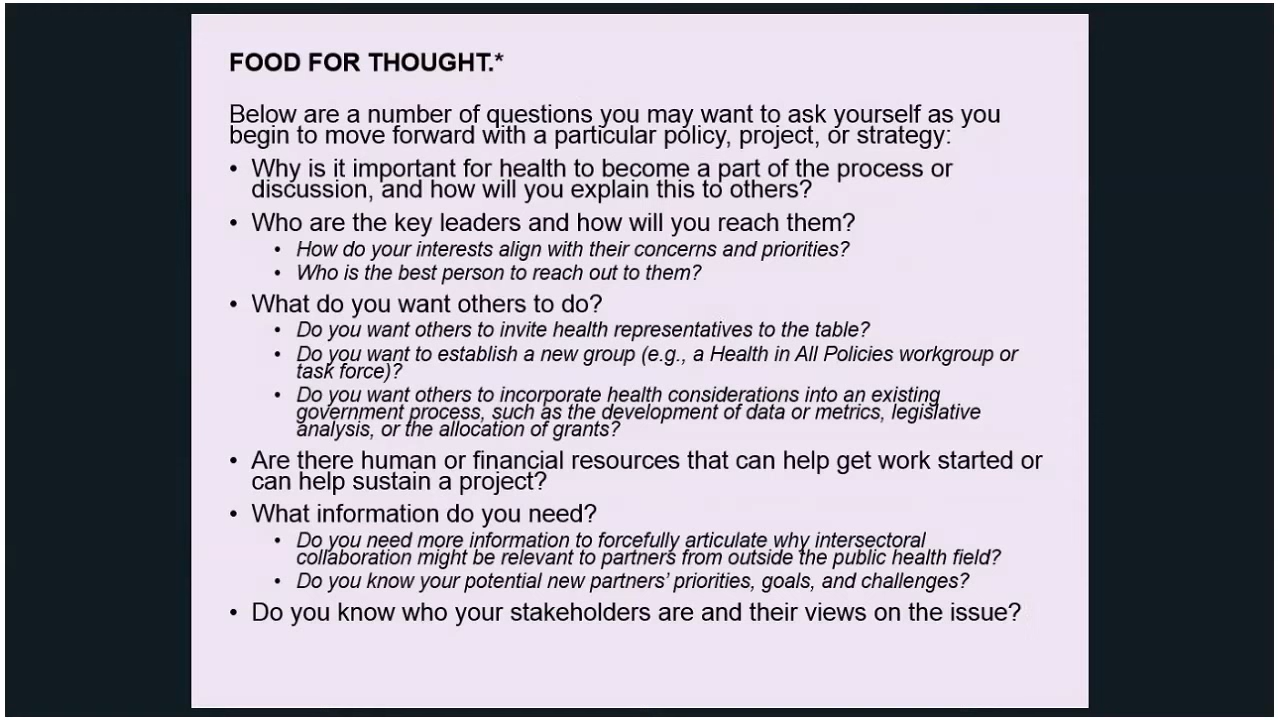 FOOD FOR THOUGHT.*
Below are a number of questions you may want to ask yourself as you
begin to move forward with a particular policy, project, or strategy:
• Why is it important for health to become a part of the process or
discussion, and how will you explain this to others?
• Who are the key leaders and how will you reach them?
• How do your interests align with their concerns and priorities?
• Who is the best person to reach out to them?
• What do you want others to do?
• Do you want others to invite health representatives to the table?
• Do you want to establish a new group (e.g., a Health in All Policies workgroup or
task force)?
• Do you want others to incorporate health considerations into an existing
government process, such as the development of data or metrics, legislative
analysis, or the allocation of grants?
• Are there human or financial resources that can help get work started or
can help sustain a project?
• What information do you need?
• Do you need more information to forcefully articulate why intersectoral
collaboration might be relevant to partners from outside the public health field?
• Do you know your potential new partners’ priorities, goals, and challenges?
• Do you know who your stakeholders are and their views on the issue?